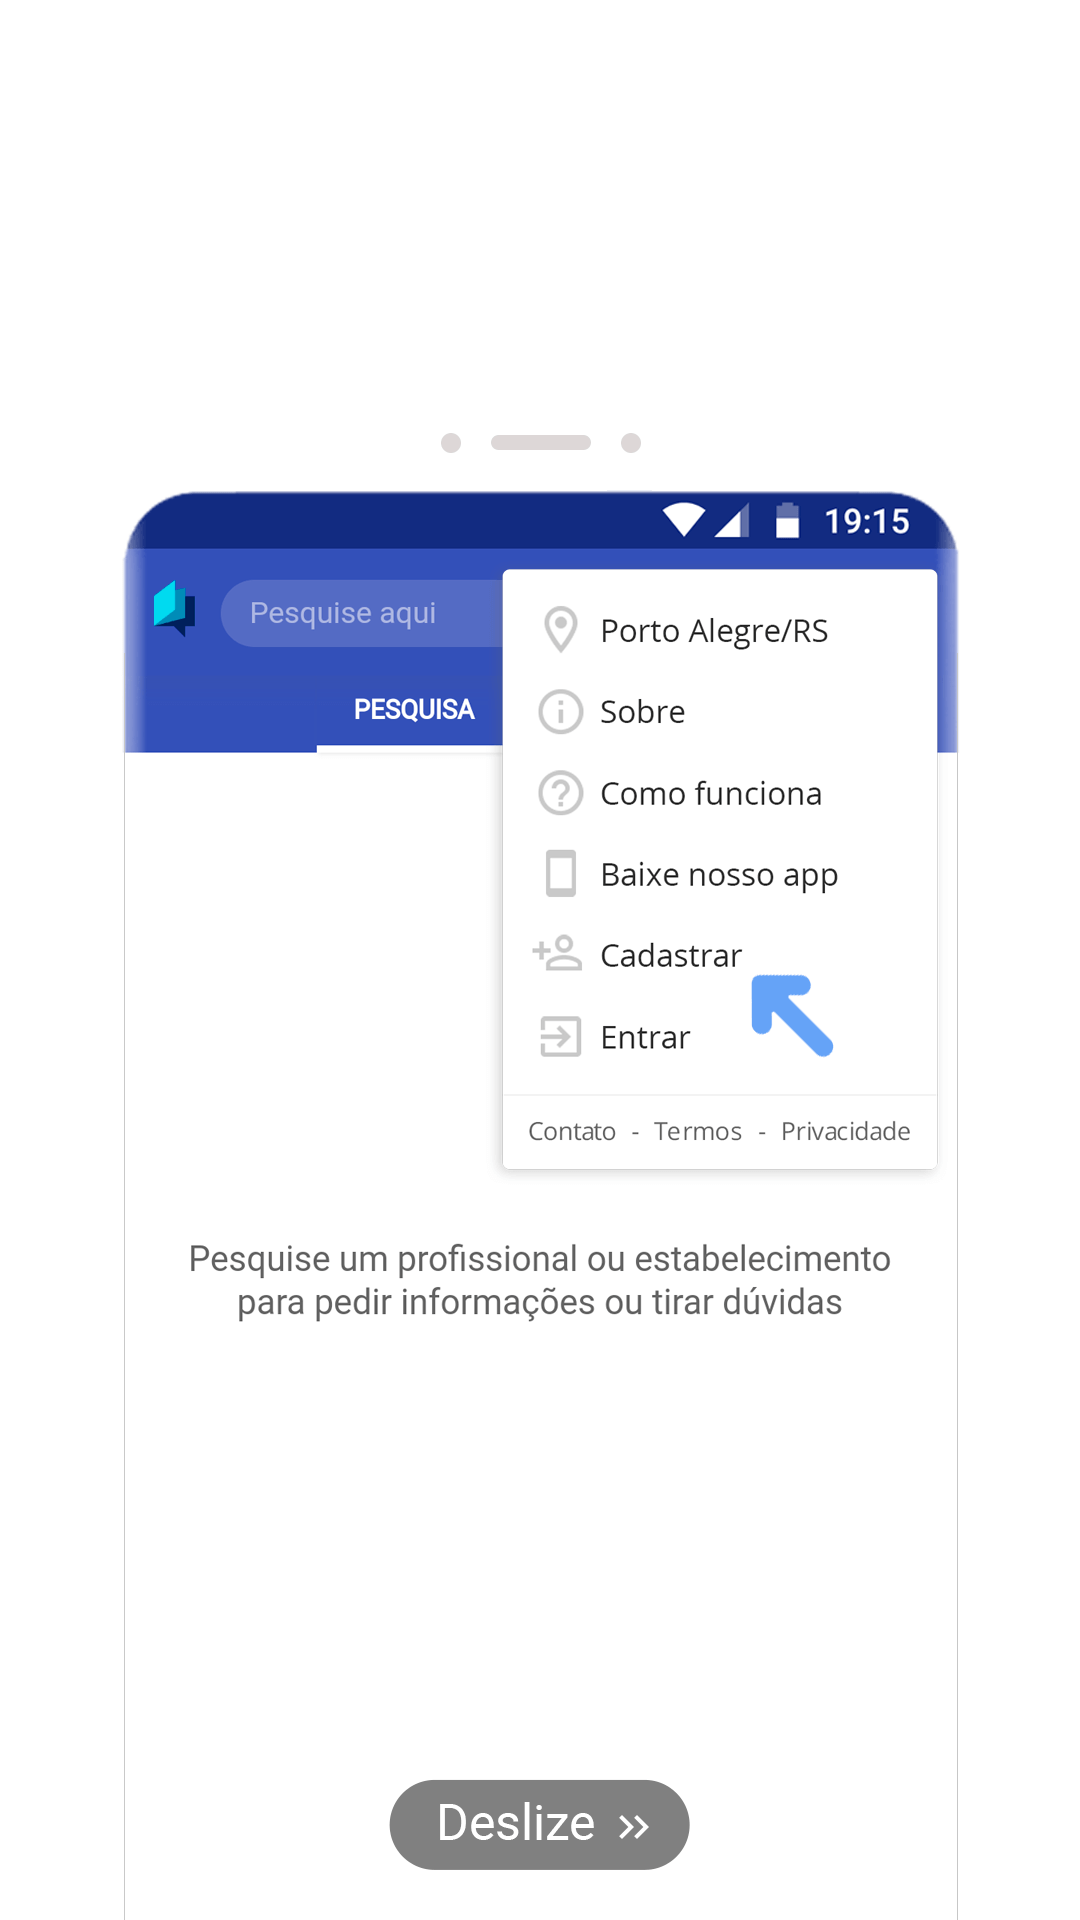 19:15
Pesquise aqui
PESQUISA
Porto Alegre/RS
Sobre
Como funciona
Baixe nosso app
Cadastrar
Entrar
Contato - Termos - Privacidade
Pesquise um profissional ou estabelecimento
para pedir informações ou tirar dúvidas
Deslize »